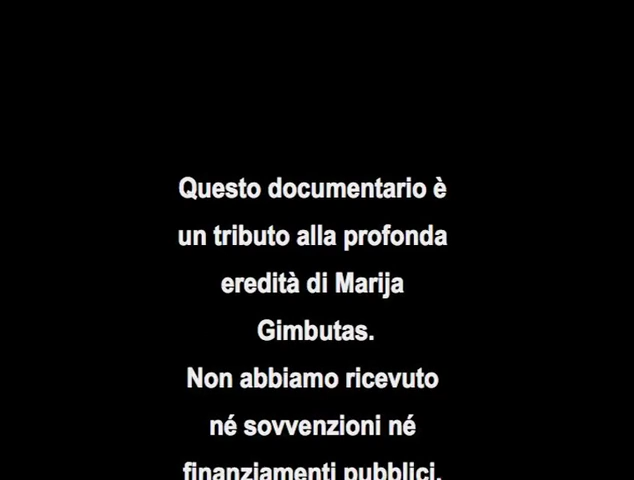 Questo documentario è
un tributo alla profonda
eredità di Marija
Gimbutas.
Non abbiamo ricevuto
né sovvenzioni né
finanziamenti pubblici.